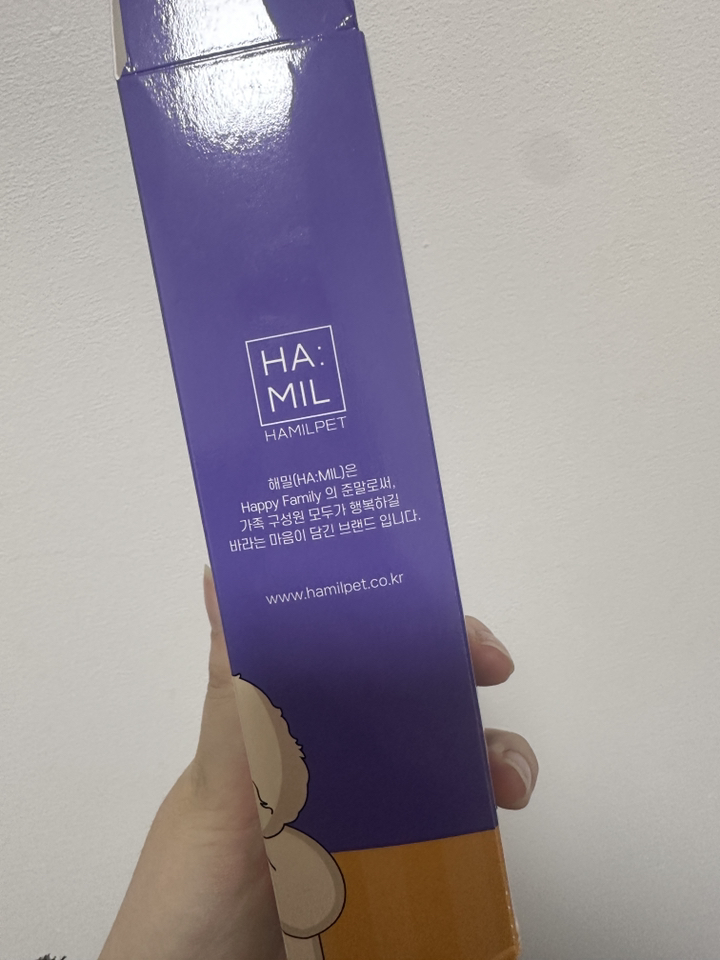 HA:
MIL
HAMILPET
해밀(HA:MIL)은
Happy Family 의 준말로써,
가족 구성원 모두가 행복하길
바라는 마음이 담긴 브랜드 입니다.
www.hamilpet.co.kr